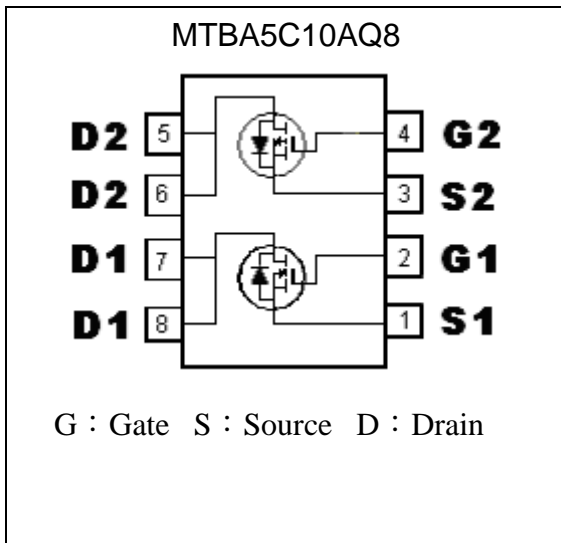 MTBA5C10AQ8
D2 5 4 G2
D2 6 3 S2
D1 7 2 G1
D1 8 1 S1
G：Gate S：Source D：Drain